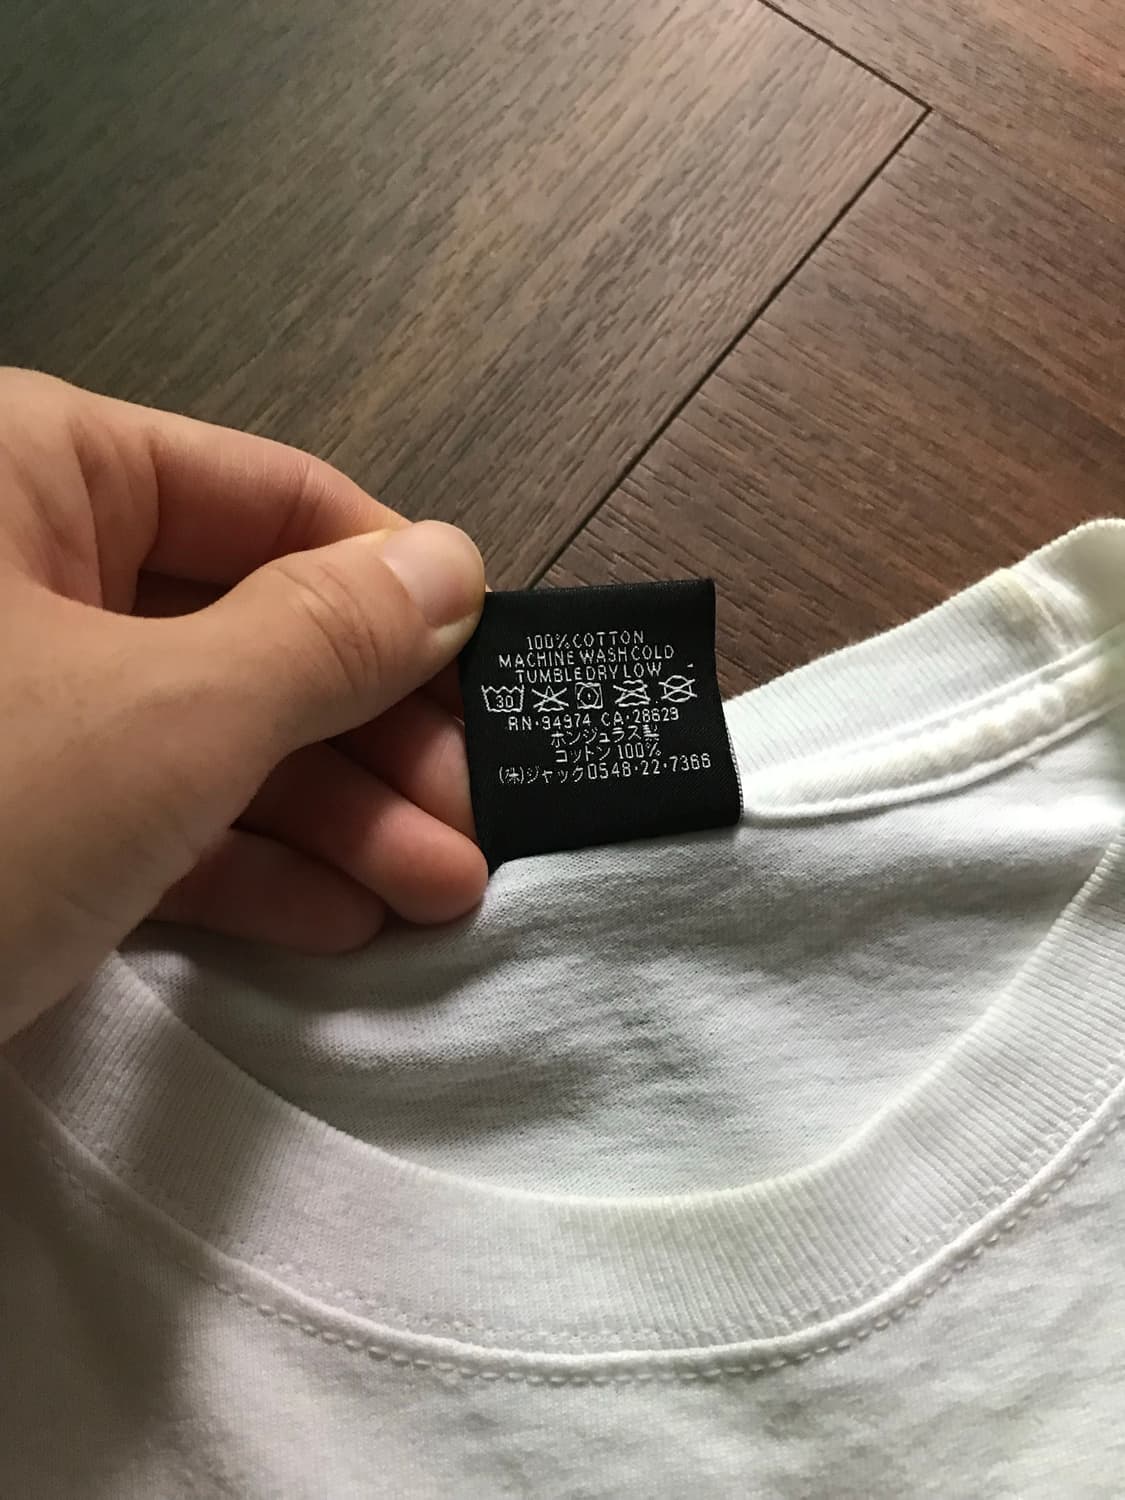 100% COTTON
MACHINE WASH COLD
TUMBLE DRY LOW
30
RN·94974 CA·28629
ホンジュラス製
コットン 100%
(株)ジャック0548·22·7366